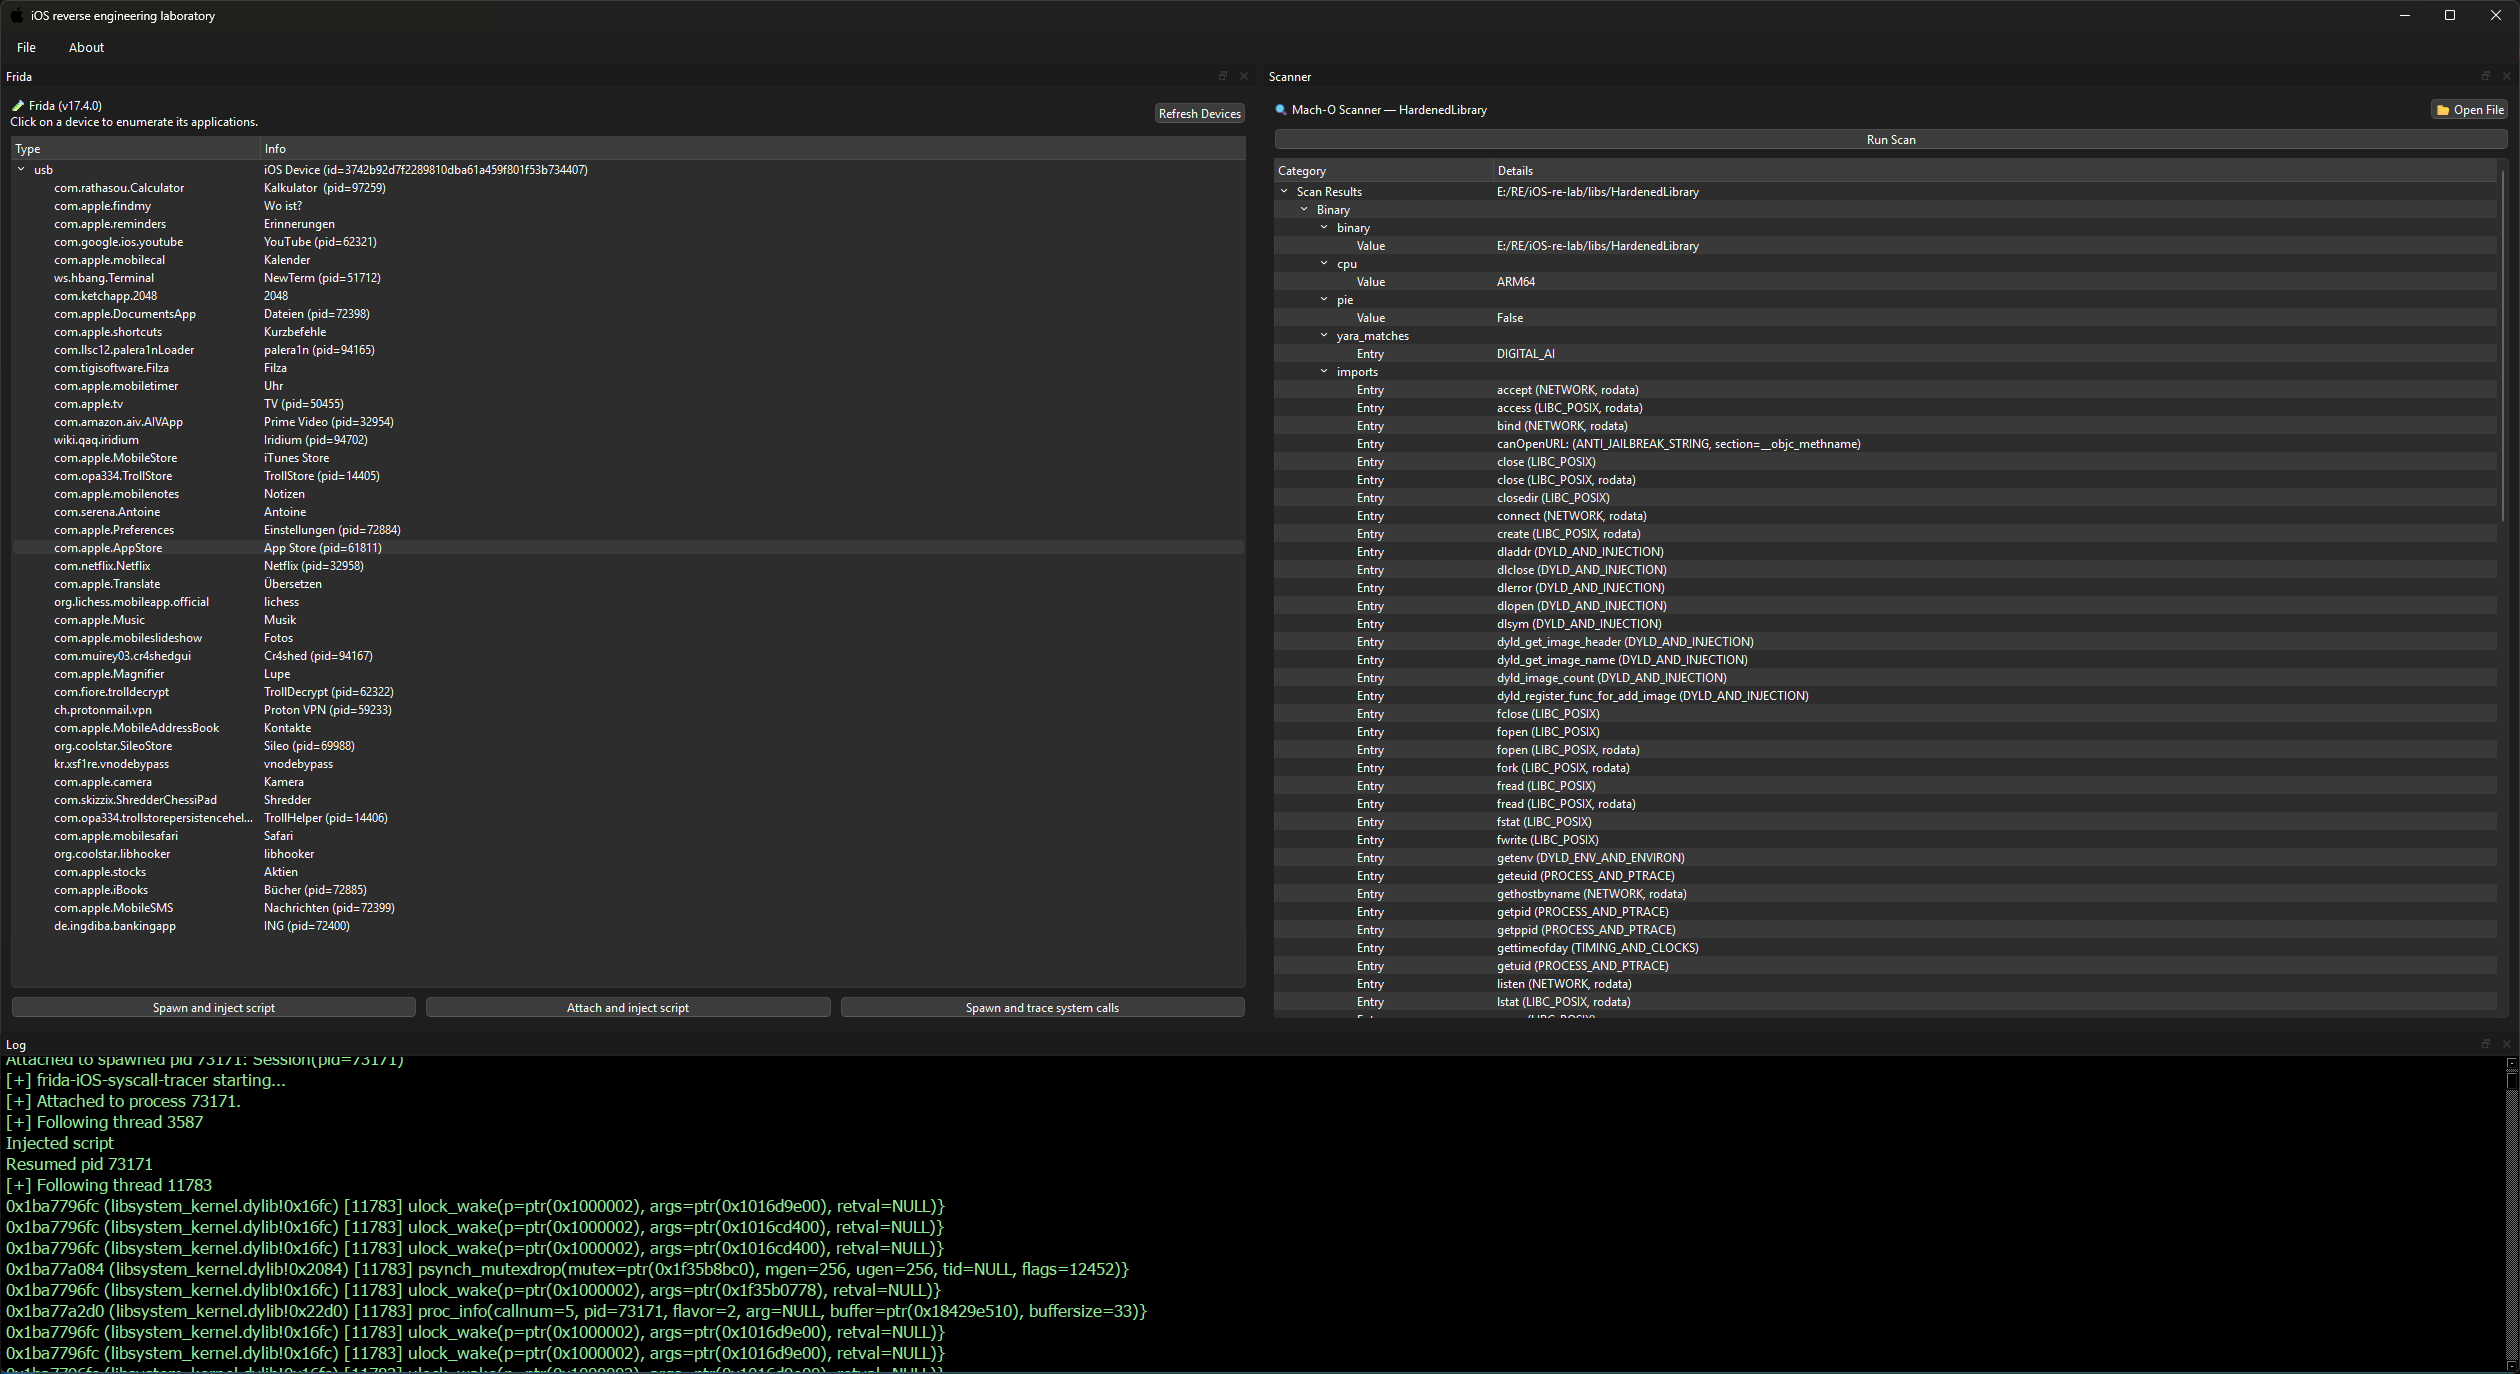 iOS reverse engineering laboratory
File About
Frida
Frida (v17.4.0)
Click on a device to enumerate its applications.
Refresh Devices
Type Info
usb iOS Device (id=3742b92d7f2289810dba61a459f801f53b734407)
com.rathasou.Calculator Kalkulator (pid=97259)
com.apple.findmy Wo ist?
com.apple.reminders Erinnerungen
com.google.ios.youtube YouTube (pid=62321)
com.apple.mobilecal Kalender
ws.hbang.Terminal NewTerm (pid=51712)
com.ketchapp.2048 2048
com.apple.DocumentsApp Dateien (pid=72398)
com.apple.shortcuts Kurzbefehle
com.llsc12.palera1nLoader palera1n (pid=94165)
com.tigisoftware.Filza Filza
com.apple.mobiletimer Uhr
com.apple.tv TV (pid=50455)
com.amazon.aiv.AIVApp Prime Video (pid=32954)
wiki.qaq.iridium Iridium (pid=94702)
com.apple.MobileStore iTunes Store
com.opa334.TrollStore TrollStore (pid=14405)
com.apple.mobilenotes Notizen
com.serena.Antoine Antoine
com.apple.Preferences Einstellungen (pid=72884)
com.apple.AppStore App Store (pid=61811)
com.netflix.Netflix Netflix (pid=32958)
com.apple.Translate Übersetzen
org.lichess.mobileapp.official lichess
com.apple.Music Musik
com.apple.mobileslideshow Fotos
com.muirey03.cr4shedgui Cr4shed (pid=94167)
com.apple.Magnifier Lupe
com.fiore.trolldecrypt TrollDecrypt (pid=62322)
ch.protonmail.vpn Proton VPN (pid=59233)
com.apple.MobileAddressBook Kontakte
org.coolstar.SileoStore Sileo (pid=69988)
kr.xsf1re.vnodebypass vnodebypass
com.apple.camera Kamera
com.skizzix.ShredderChessiPad Shredder
com.opa334.trollstorepersistencehel... TrollHelper (pid=14406)
com.apple.mobilesafari Safari
org.coolstar.libhooker libhooker
com.apple.stocks Aktien
com.apple.iBooks Bücher (pid=72885)
com.apple.MobileSMS Nachrichten (pid=72399)
de.ingdiba.bankingapp ING (pid=72400)
Spawn and inject script Attach and inject script Spawn and trace system calls
Scanner
Mach-O Scanner — HardenedLibrary
Open File
Run Scan
Category Details
Scan Results E:/RE/iOS-re-lab/libs/HardenedLibrary
Binary
binary
Value E:/RE/iOS-re-lab/libs/HardenedLibrary
cpu
Value ARM64
pie
Value False
yara_matches
Entry DIGITAL_AI
imports
Entry accept (NETWORK, rodata)
Entry access (LIBC_POSIX, rodata)
Entry bind (NETWORK, rodata)
Entry canOpenURL: (ANTI_JAILBREAK_STRING, section=__objc_methname)
Entry close (LIBC_POSIX)
Entry close (LIBC_POSIX, rodata)
Entry closedir (LIBC_POSIX)
Entry connect (NETWORK, rodata)
Entry create (LIBC_POSIX, rodata)
Entry dladdr (DYLD_AND_INJECTION)
Entry dlclose (DYLD_AND_INJECTION)
Entry dlerror (DYLD_AND_INJECTION)
Entry dlopen (DYLD_AND_INJECTION)
Entry dlsym (DYLD_AND_INJECTION)
Entry dyld_get_image_header (DYLD_AND_INJECTION)
Entry dyld_get_image_name (DYLD_AND_INJECTION)
Entry dyld_image_count (DYLD_AND_INJECTION)
Entry dyld_register_func_for_add_image (DYLD_AND_INJECTION)
Entry fclose (LIBC_POSIX)
Entry fopen (LIBC_POSIX)
Entry fopen (LIBC_POSIX, rodata)
Entry fork (LIBC_POSIX, rodata)
Entry fread (LIBC_POSIX)
Entry fread (LIBC_POSIX, rodata)
Entry fstat (LIBC_POSIX)
Entry fwrite (LIBC_POSIX)
Entry getenv (DYLD_ENV_AND_ENVIRON)
Entry geteuid (PROCESS_AND_PTRACE)
Entry gethostbyname (NETWORK, rodata)
Entry getpid (PROCESS_AND_PTRACE)
Entry getppid (PROCESS_AND_PTRACE)
Entry gettimeofday (TIMING_AND_CLOCKS)
Entry getuid (PROCESS_AND_PTRACE)
Entry listen (NETWORK, rodata)
Entry lstat (LIBC_POSIX, rodata)
Log
Attached to spawned pid 73171: Session(pid=73171)
[+] frida-iOS-syscall-tracer starting...
[+] Attached to process 73171.
[+] Following thread 3587
Injected script
Resumed pid 73171
[+] Following thread 11783
0x1ba7796fc (libsystem_kernel.dylib!0x16fc) [11783] ulock_wake(p=ptr(0x1000002), args=ptr(0x1016d9e00), retval=NULL)}
0x1ba7796fc (libsystem_kernel.dylib!0x16fc) [11783] ulock_wake(p=ptr(0x1000002), args=ptr(0x1016cd400), retval=NULL)}
0x1ba7796fc (libsystem_kernel.dylib!0x16fc) [11783] ulock_wake(p=ptr(0x1000002), args=ptr(0x1016cd400), retval=NULL)}
0x1ba77a084 (libsystem_kernel.dylib!0x2084) [11783] psynch_mutexdrop(mutex=ptr(0x1f35b8bc0), mgen=256, ugen=256, tid=NULL, flags=12452)}
0x1ba7796fc (libsystem_kernel.dylib!0x16fc) [11783] ulock_wake(p=ptr(0x1000002), args=ptr(0x1f35b0778), retval=NULL)}
0x1ba77a2d0 (libsystem_kernel.dylib!0x22d0) [11783] proc_info(callnum=5, pid=73171, flavor=2, arg=NULL, buffer=ptr(0x18429e510), buffersize=33)}
0x1ba7796fc (libsystem_kernel.dylib!0x16fc) [11783] ulock_wake(p=ptr(0x1000002), args=ptr(0x1016d9e00), retval=NULL)}
0x1ba7796fc (libsystem_kernel.dylib!0x16fc) [11783] ulock_wake(p=ptr(0x1000002), args=ptr(0x1016d9e00), retval=NULL)}